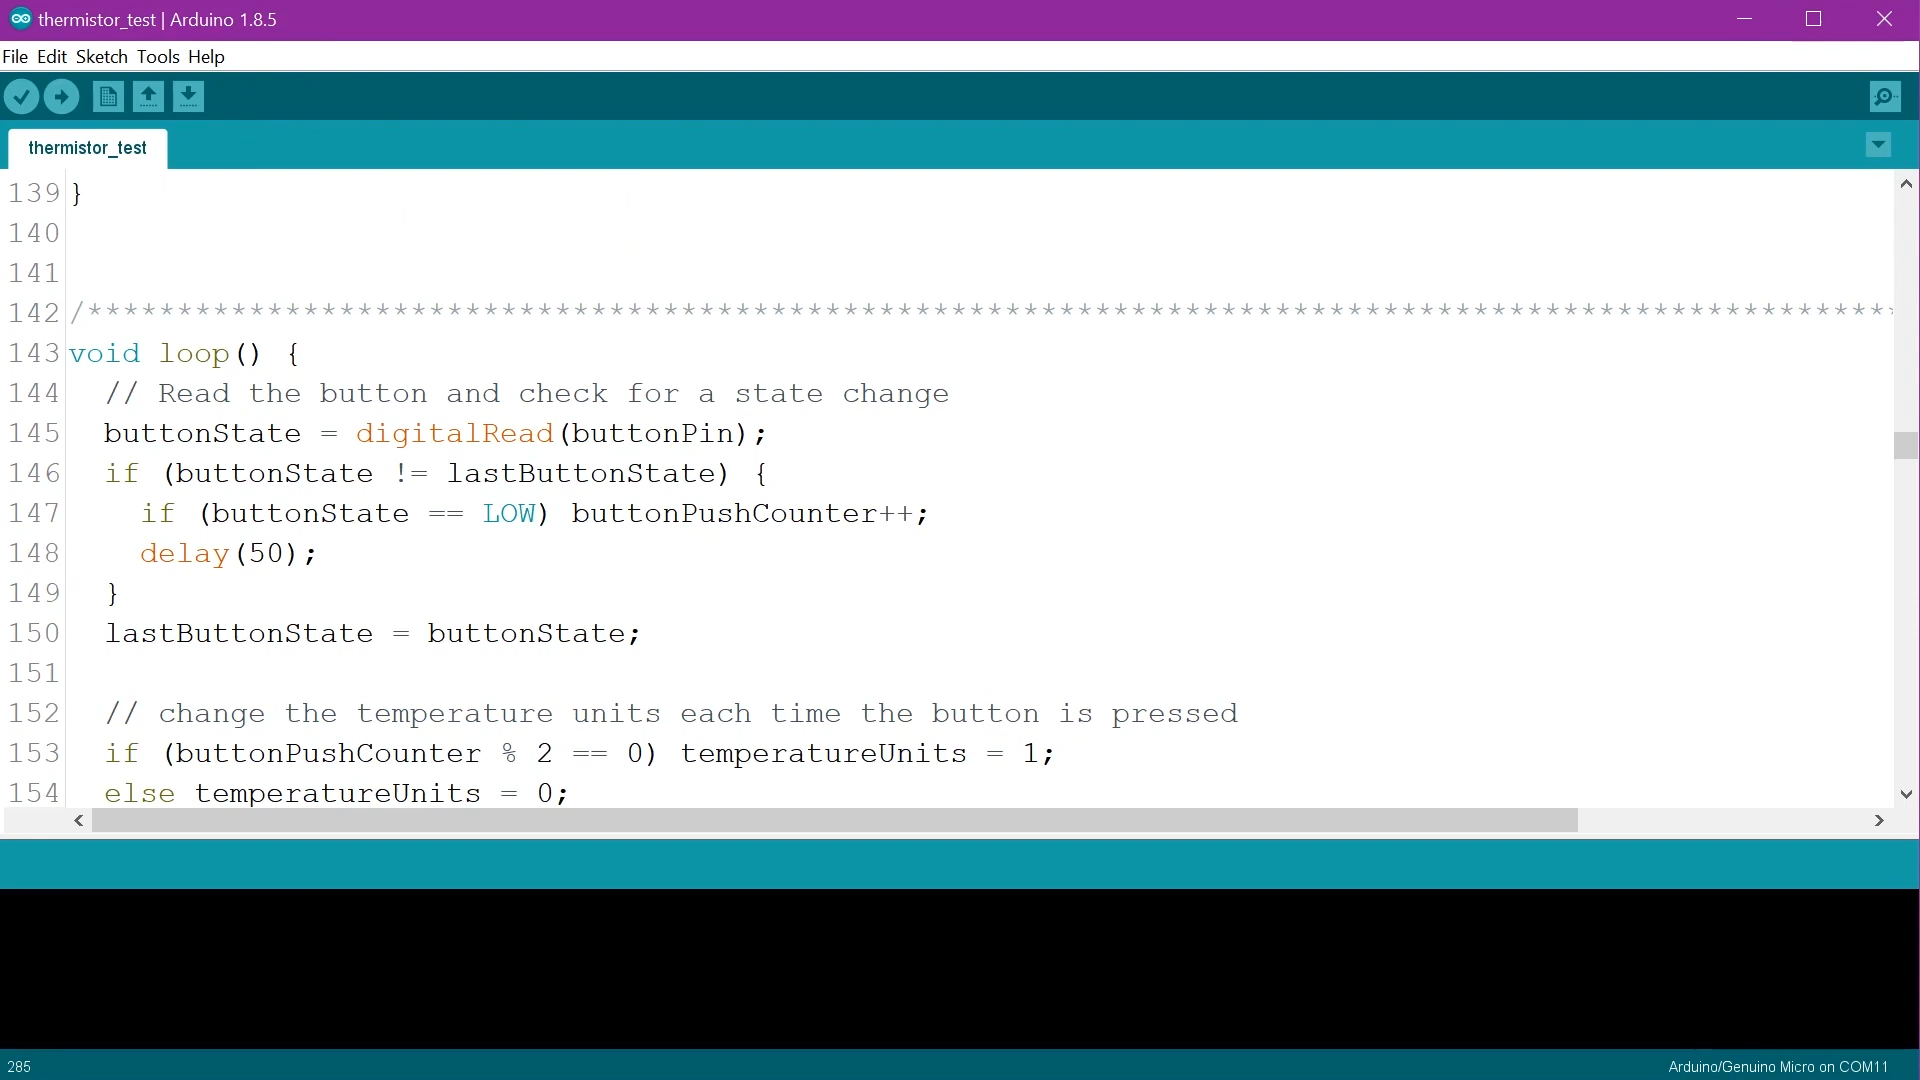 thermistor_test | Arduino 1.8.5
File Edit Sketch Tools Help
thermistor_test
139 }
140
141
142 /*****************************************************************************************************
143 void loop() {
144   // Read the button and check for a state change
145   buttonState = digitalRead(buttonPin);
146   if (buttonState != lastButtonState) {
147     if (buttonState == LOW) buttonPushCounter++;
148     delay(50);
149   }
150   lastButtonState = buttonState;
151
152   // change the temperature units each time the button is pressed
153   if (buttonPushCounter % 2 == 0) temperatureUnits = 1;
154   else temperatureUnits = 0;
285
Arduino/Genuino Micro on COM11